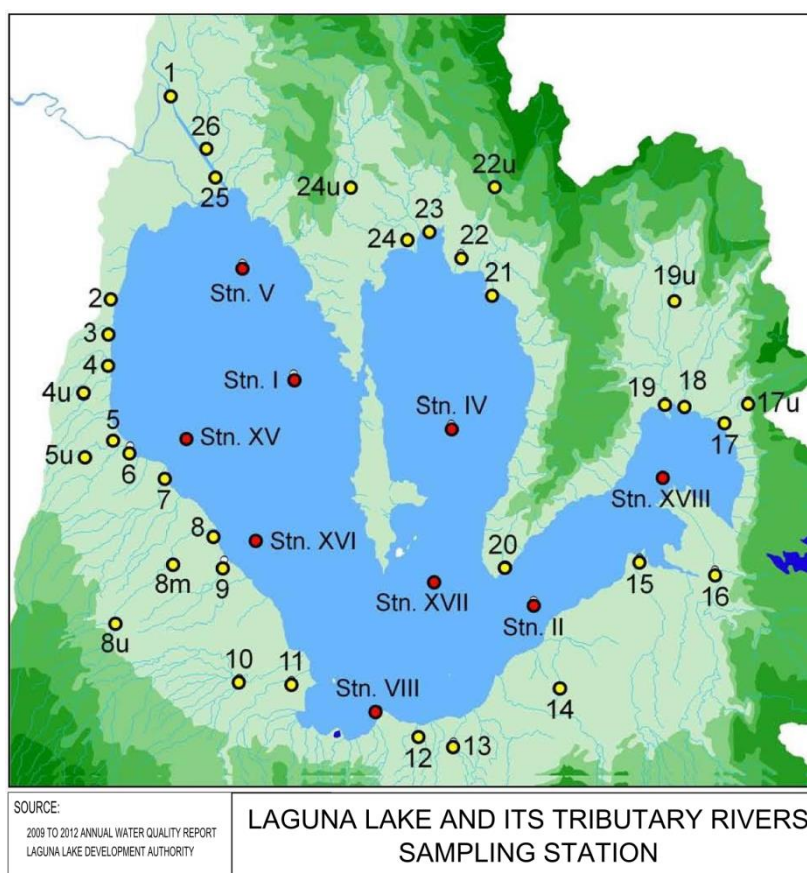 1
26
25
24u
22u
23
24
22
21
Stn. V
19u
2
3
4
4u
Stn. I
19
18
17u
17
Stn. IV
5
Stn. XV
5u
6
7
Stn. XVIII
8
Stn. XVI
8m
9
20
15
16
Stn. XVII
Stn. II
8u
10
11
14
Stn. VIII
12
13
SOURCE:
2009 TO 2012 ANNUAL WATER QUALITY REPORT
LAGUNA LAKE DEVELOPMENT AUTHORITY
LAGUNA LAKE AND ITS TRIBUTARY RIVERS
SAMPLING STATION